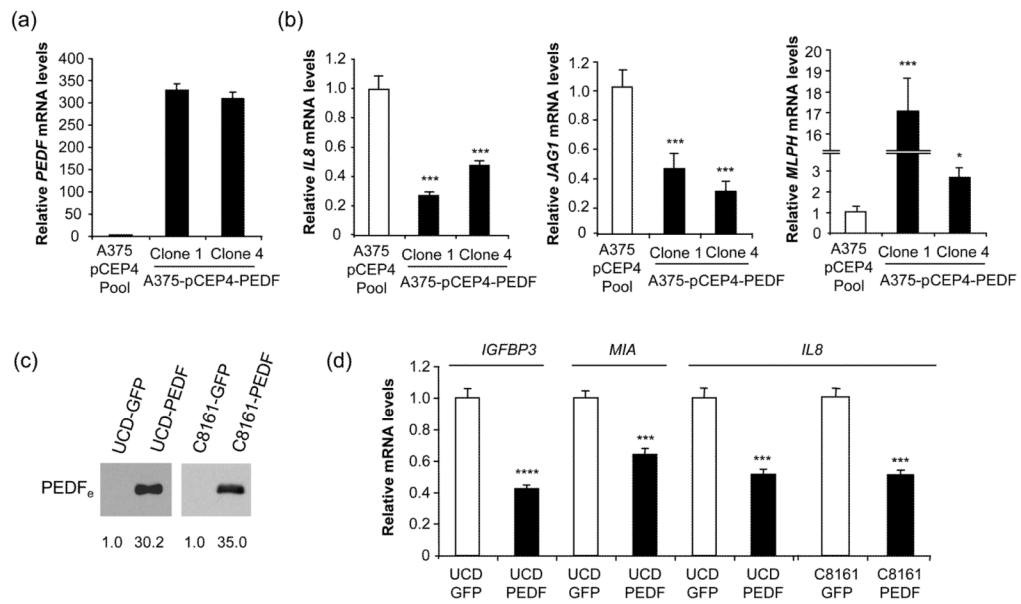 (a)
Relative PEDF mRNA levels
400
350
300
250
200
150
100
50
0
A375
pCEP4
Pool
Clone 1 Clone 4
A375-pCEP4-PEDF
(b)
Relative IL8 mRNA levels
1.2
1.0
0.8
0.6
0.4
0.2
0
***
***
A375
pCEP4
Pool
Clone 1 Clone 4
A375-pCEP4-PEDF
Relative JAG1 mRNA levels
1.2
1.0
0.8
0.6
0.4
0.2
0
***
***
A375
pCEP4
Pool
Clone 1 Clone 4
A375-pCEP4-PEDF
Relative MLPH mRNA levels
20
19
18
17
16
4
3
2
1
0
***
*
A375
pCEP4
Pool
Clone 1 Clone 4
A375-pCEP4-PEDF
(c)
UCD-GFP
UCD-PEDF
C8161-GFP
C8161-PEDF
PEDFe
1.0 30.2 1.0 35.0
(d)
IGFBP3 MIA IL8
Relative mRNA levels
1.2
1.0
0.8
0.6
0.4
0.2
0
****
***
***
***
UCD UCD UCD UCD UCD UCD C8161 C8161
GFP PEDF GFP PEDF GFP PEDF GFP PEDF